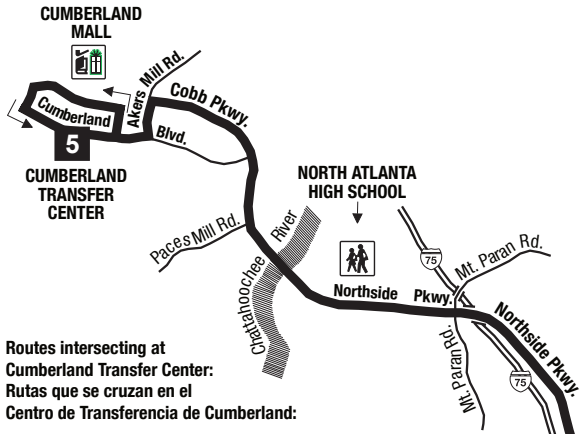 CUMBERLAND
MALL
Akers Mill Rd.
Cobb Pkwy.
Cumberland
Blvd.
5
CUMBERLAND
TRANSFER
CENTER
NORTH ATLANTA
HIGH SCHOOL
Paces Mill Rd.
Chattahoochee River
75
Mt. Paran Rd.
Northside Pkwy.
Northside Pkwy.
Mt. Paran Rd.
75
Routes intersecting at
Cumberland Transfer Center:
Rutas que se cruzan en el
Centro de Transferencia de Cumberland: